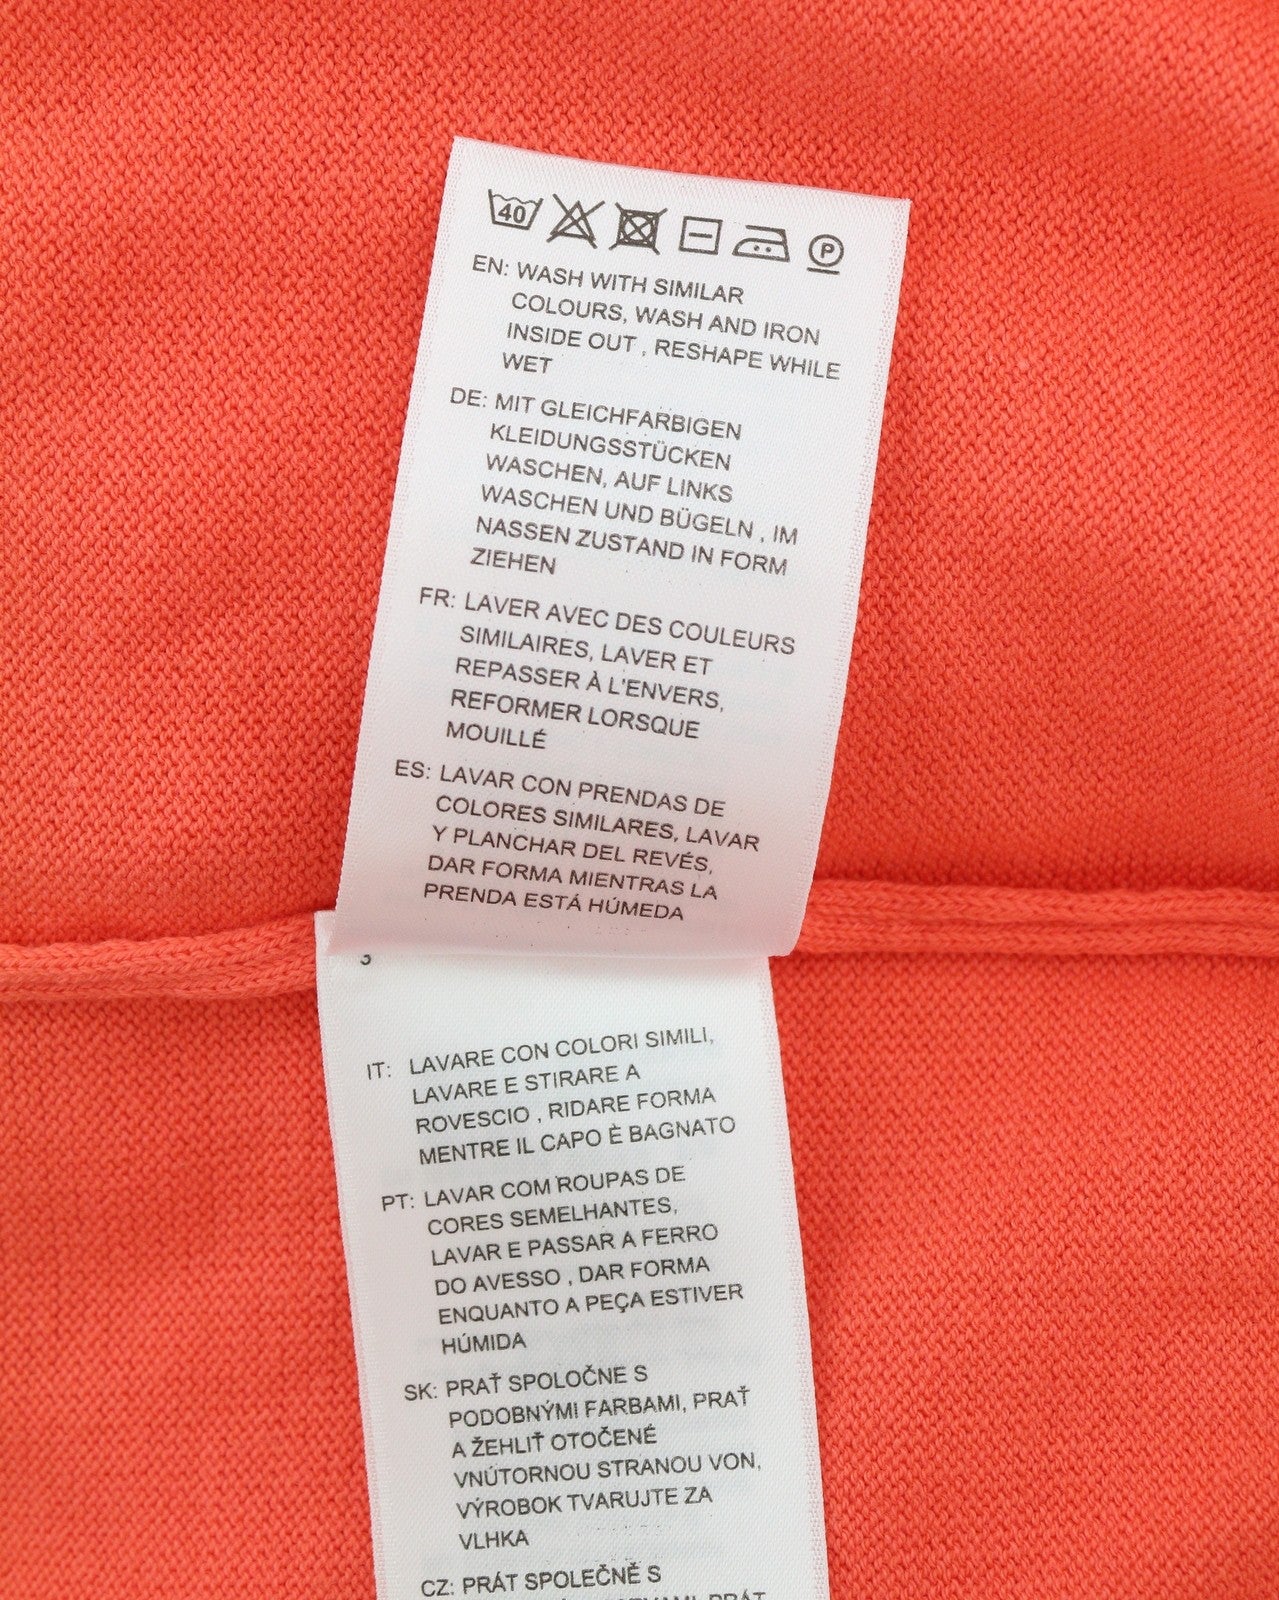 40 P
EN: WASH WITH SIMILAR
COLOURS, WASH AND IRON
INSIDE OUT , RESHAPE WHILE
WET
DE: MIT GLEICHFARBIGEN
KLEIDUNGSSTÜCKEN
WASCHEN, AUF LINKS
WASCHEN UND BÜGELN , IM
NASSEN ZUSTAND IN FORM
ZIEHEN
FR: LAVER AVEC DES COULEURS
SIMILAIRES, LAVER ET
REPASSER À L'ENVERS,
REFORMER LORSQUE
MOUILLÉ
ES: LAVAR CON PRENDAS DE
COLORES SIMILARES, LAVAR
Y PLANCHAR DEL REVÉS,
DAR FORMA MIENTRAS LA
PRENDA ESTÁ HÚMEDA
IT: LAVARE CON COLORI SIMILI,
LAVARE E STIRARE A
ROVESCIO , RIDARE FORMA
MENTRE IL CAPO È BAGNATO
PT: LAVAR COM ROUPAS DE
CORES SEMELHANTES,
LAVAR E PASSAR A FERRO
DO AVESSO , DAR FORMA
ENQUANTO A PEÇA ESTIVER
HÚMIDA
SK: PRAŤ SPOLOČNE S
PODOBNÝMI FARBAMI, PRAŤ
A ŽEHLIŤ OTOČENÉ
VNÚTORNOU STRANOU VON,
VÝROBOK TVARUJTE ZA
VLHKA
CZ: PRÁT SPOLEČNĚ S